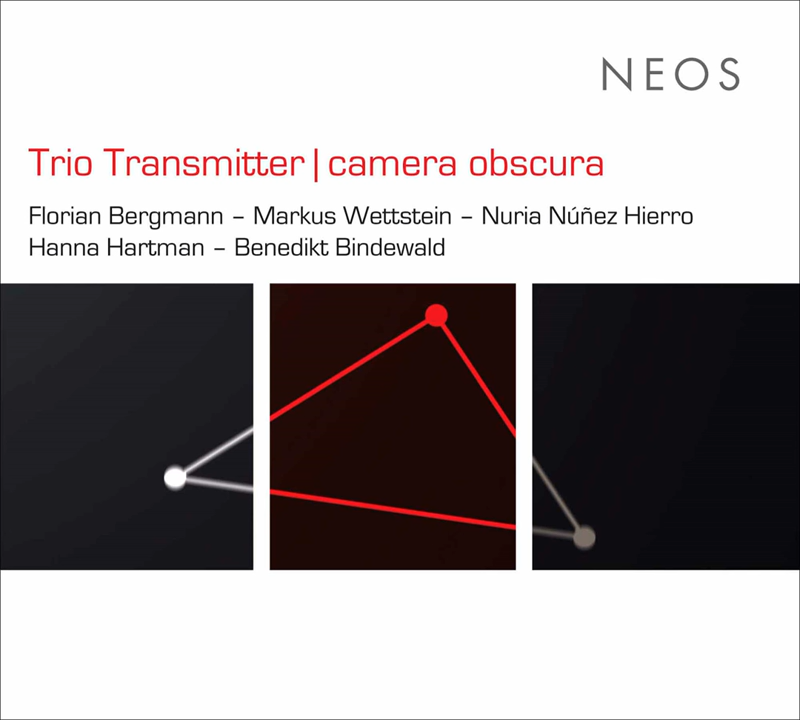 NEOS
Trio Transmitter | camera obscura
Florian Bergmann – Markus Wettstein – Nuria Núñez Hierro
Hanna Hartman – Benedikt Bindewald